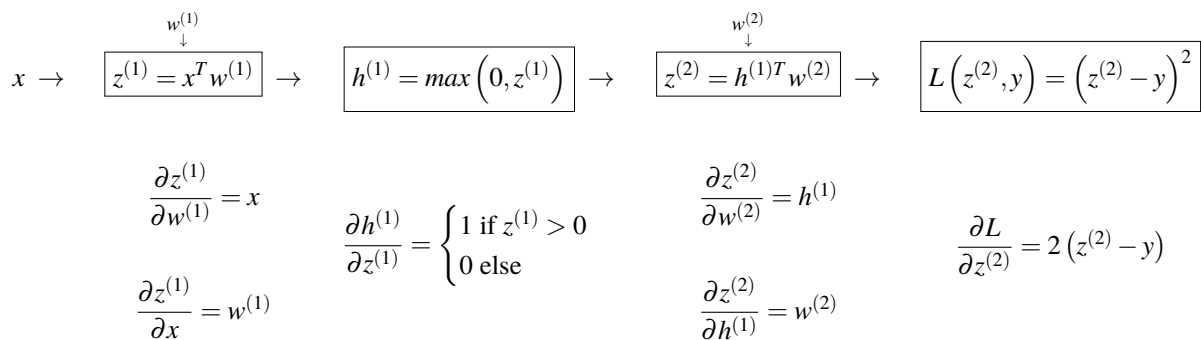 w^{(1)} w^{(2)}
↓ ↓
x → z^{(1)} = x^T w^{(1)} → h^{(1)} = max(0, z^{(1)}) → z^{(2)} = h^{(1)T} w^{(2)} → L(z^{(2)}, y) = (z^{(2)} − y)^2
∂z^{(1)}/∂w^{(1)} = x
∂z^{(2)}/∂w^{(2)} = h^{(1)}
∂h^{(1)}/∂z^{(1)} = { 1 if z^{(1)} > 0
0 else
∂L/∂z^{(2)} = 2(z^{(2)} − y)
∂z^{(1)}/∂x = w^{(1)}
∂z^{(2)}/∂h^{(1)} = w^{(2)}